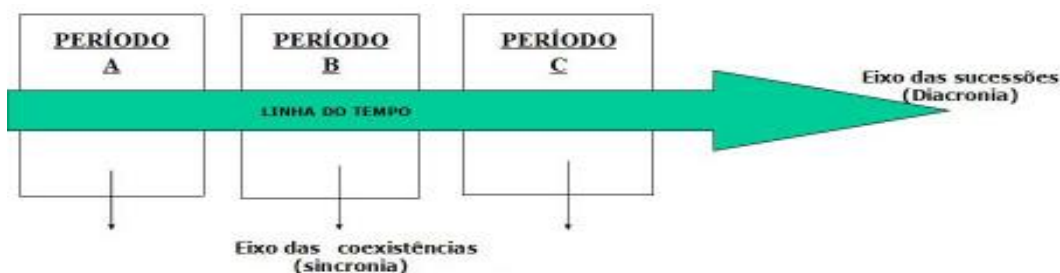 PERÍODO
A
PERÍODO
B
PERÍODO
C
LINHA DO TEMPO
Eixo das sucessões
(Diacronia)
Eixo das coexistências
(sincronia)